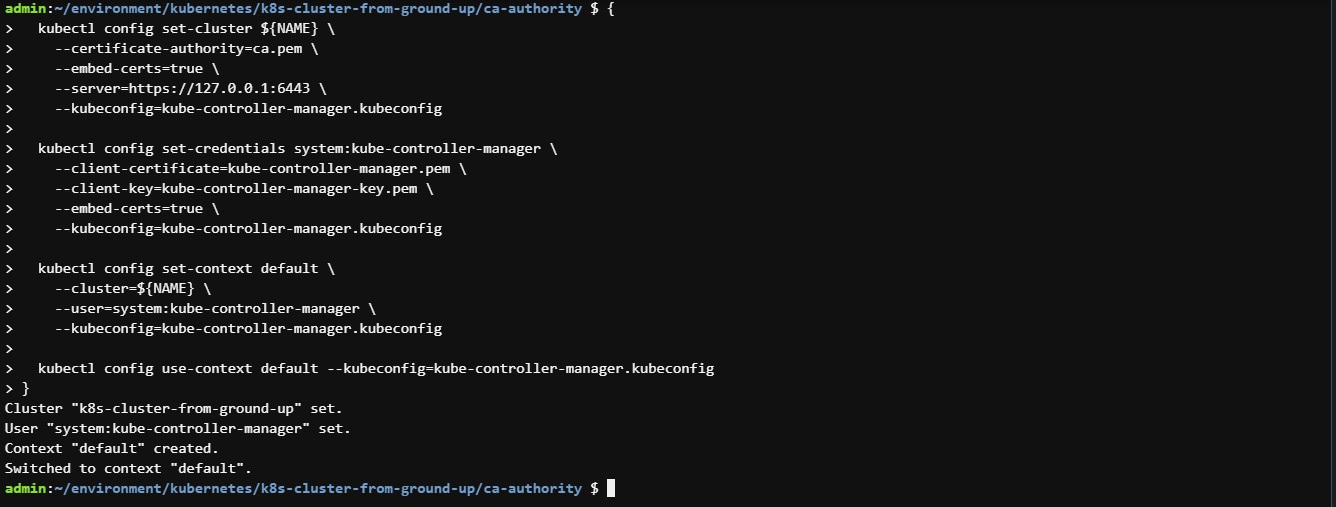 admin:~/environment/kubernetes/k8s-cluster-from-ground-up/ca-authority $ {
>   kubectl config set-cluster ${NAME} \
>     --certificate-authority=ca.pem \
>     --embed-certs=true \
>     --server=https://127.0.0.1:6443 \
>     --kubeconfig=kube-controller-manager.kubeconfig
>
>   kubectl config set-credentials system:kube-controller-manager \
>     --client-certificate=kube-controller-manager.pem \
>     --client-key=kube-controller-manager-key.pem \
>     --embed-certs=true \
>     --kubeconfig=kube-controller-manager.kubeconfig
>
>   kubectl config set-context default \
>     --cluster=${NAME} \
>     --user=system:kube-controller-manager \
>     --kubeconfig=kube-controller-manager.kubeconfig
>
>   kubectl config use-context default --kubeconfig=kube-controller-manager.kubeconfig
> }
Cluster "k8s-cluster-from-ground-up" set.
User "system:kube-controller-manager" set.
Context "default" created.
Switched to context "default".
admin:~/environment/kubernetes/k8s-cluster-from-ground-up/ca-authority $